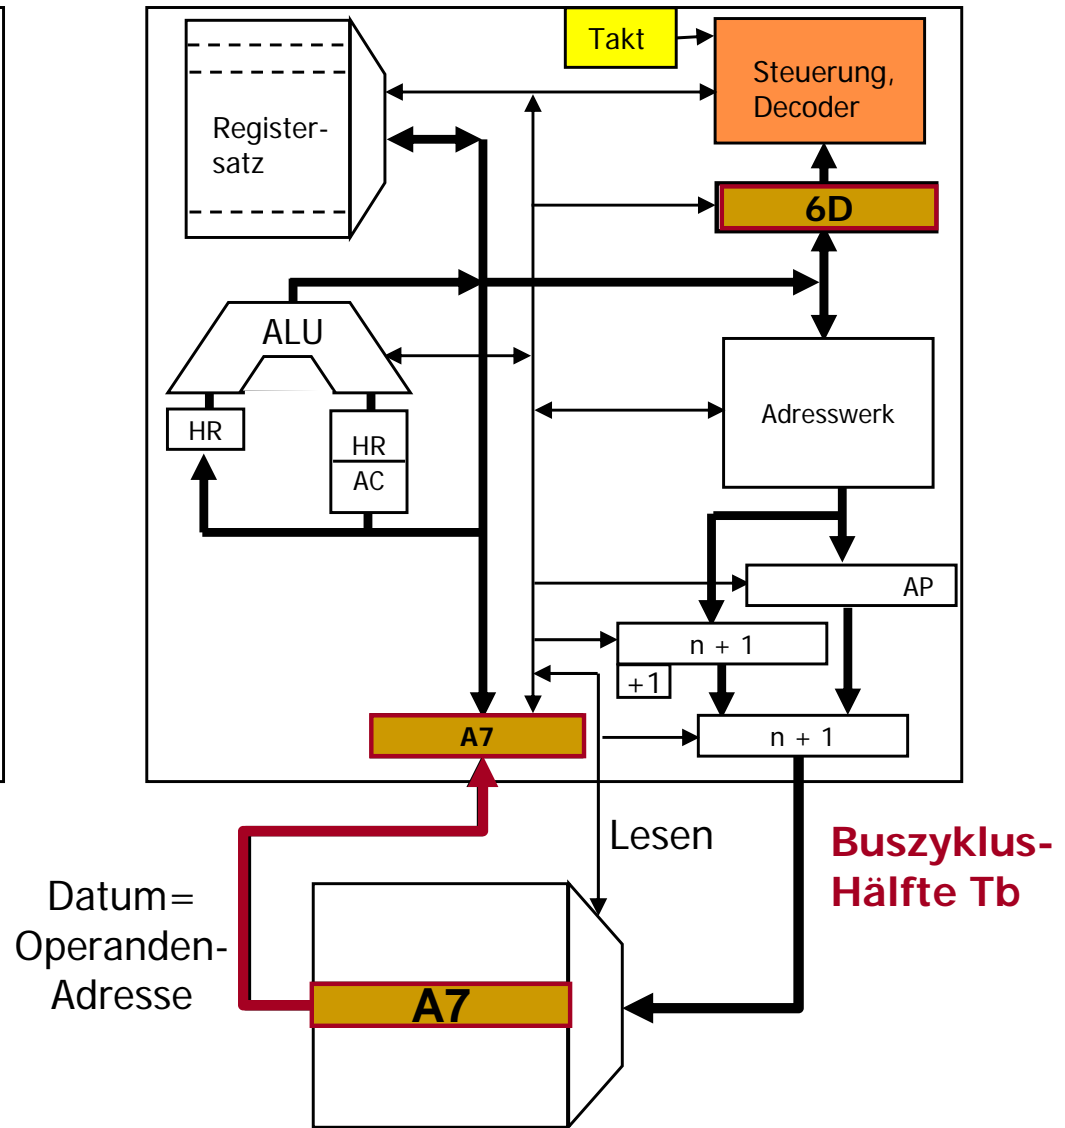 Takt
Steuerung,
Decoder
Register-
satz
6D
ALU
Adresswerk
HR
HR
AC
AP
n + 1
+1
A7
n + 1
Lesen
Buszyklus-
Hälfte Tb
Datum=
Operanden-
Adresse
A7